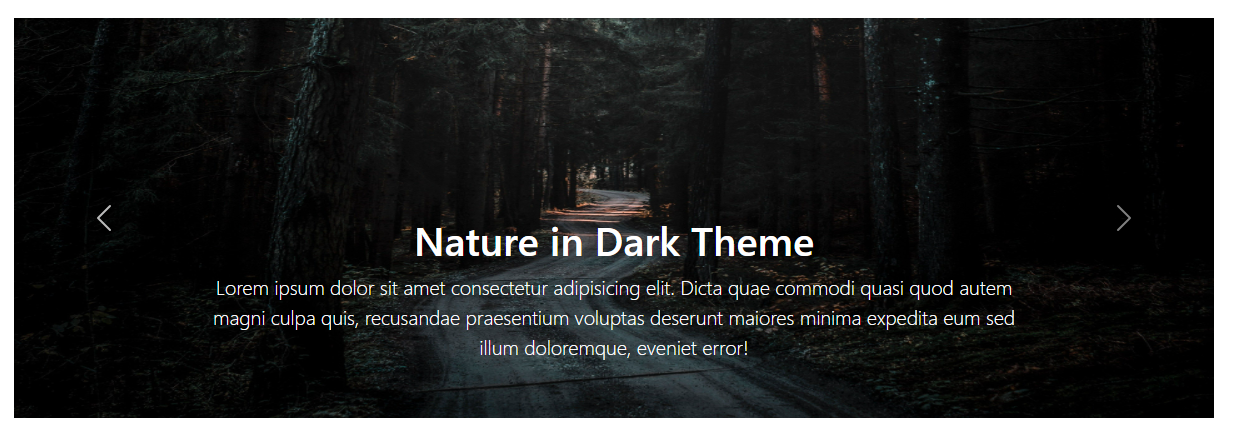 Nature in Dark Theme
Lorem ipsum dolor sit amet consectetur adipisicing elit. Dicta quae commodi quasi quod autem
magni culpa quis, recusandae praesentium voluptas deserunt maiores minima expedita eum sed
illum doloremque, eveniet error!